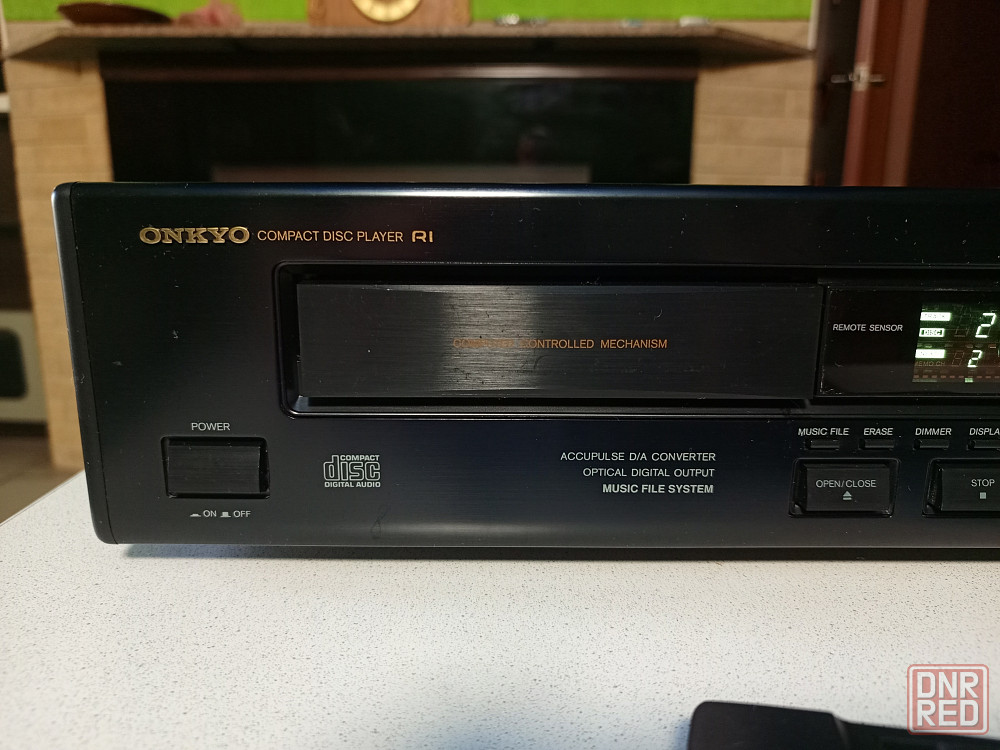 ONKYO COMPACT DISC PLAYER RI
CONTROLLED MECHANISM
REMOTE SENSOR
DISC
2
2
POWER
ON OFF
COMPACT
disc
DIGITAL AUDIO
ACCUPULSE D/A CONVERTER
OPTICAL DIGITAL OUTPUT
MUSIC FILE SYSTEM
MUSIC FILE ERASE DIMMER
OPEN/CLOSE STOP
DNR
RED